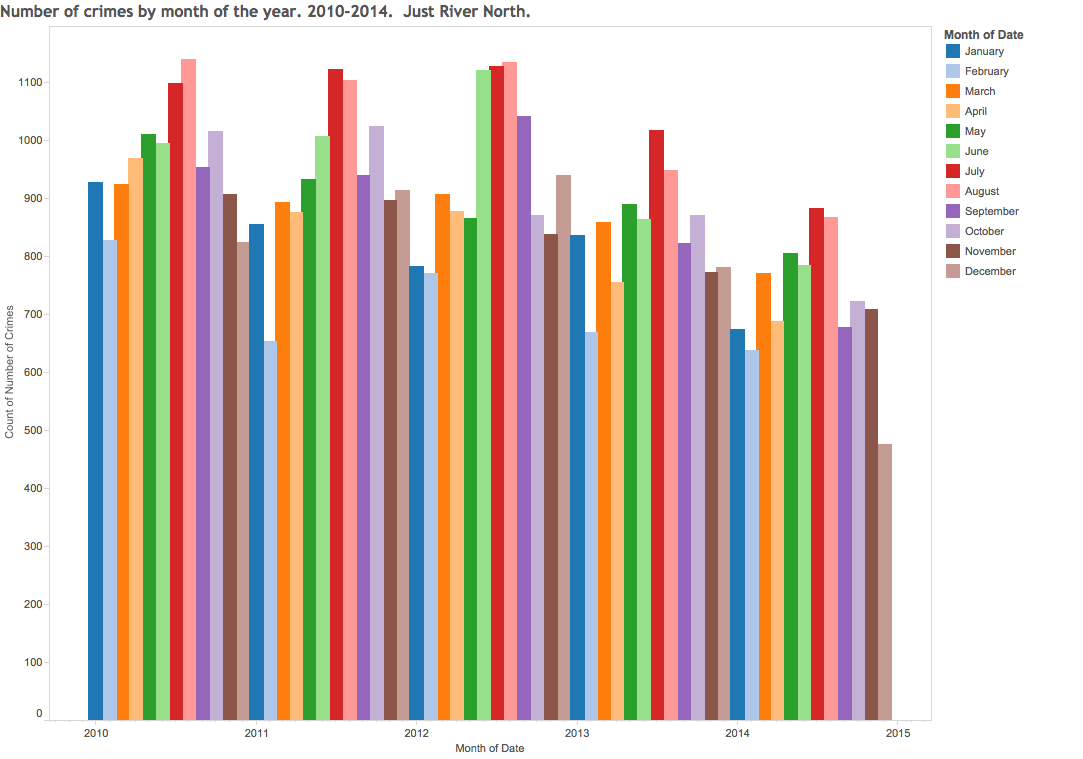 Number of crimes by month of the year. 2010-2014.  Just River North.
Month of Date
January
February
March
April
May
June
July
August
September
October
November
December
Count of Number of Crimes
1100
1000
900
800
700
600
500
400
300
200
100
0
2010 2011 2012 2013 2014 2015
Month of Date